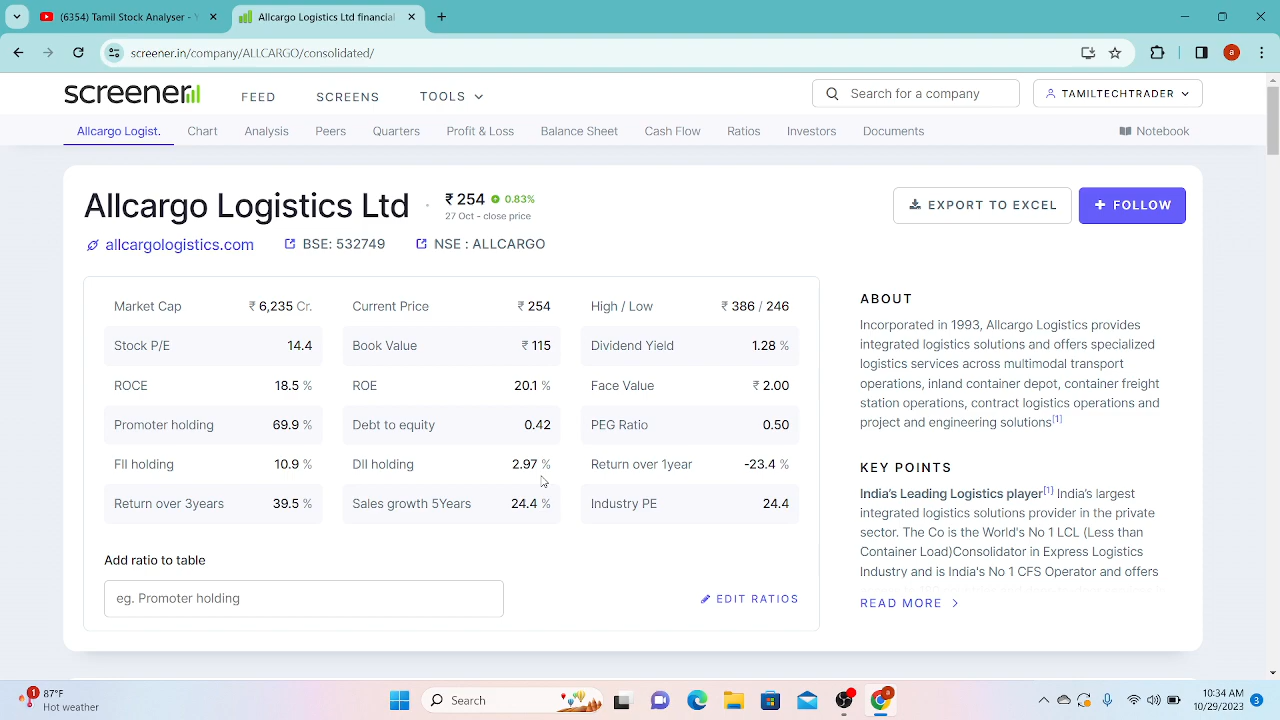 (6354) Tamil Stock Analyser - Y
Allcargo Logistics Ltd financial
screener.in/company/ALLCARGO/consolidated/
a
screener
FEED
SCREENS
TOOLS
Search for a company
TAMILTECHTRADER
Allcargo Logist.
Chart
Analysis
Peers
Quarters
Profit & Loss
Balance Sheet
Cash Flow
Ratios
Investors
Documents
Notebook
Allcargo Logistics Ltd
₹ 254 0.83%
27 Oct - close price
EXPORT TO EXCEL
+ FOLLOW
allcargologistics.com
BSE: 532749
NSE : ALLCARGO
Market Cap ₹ 6,235 Cr.
Current Price ₹ 254
High / Low ₹ 386 / 246
Stock P/E 14.4
Book Value ₹ 115
Dividend Yield 1.28 %
ROCE 18.5 %
ROE 20.1 %
Face Value ₹ 2.00
Promoter holding 69.9 %
Debt to equity 0.42
PEG Ratio 0.50
FII holding 10.9 %
DII holding 2.97 %
Return over 1year -23.4 %
Return over 3years 39.5 %
Sales growth 5Years 24.4 %
Industry PE 24.4
Add ratio to table
eg. Promoter holding
EDIT RATIOS
ABOUT
Incorporated in 1993, Allcargo Logistics provides
integrated logistics solutions and offers specialized
logistics services across multimodal transport
operations, inland container depot, container freight
station operations, contract logistics operations and
project and engineering solutions[1]
KEY POINTS
India's Leading Logistics player[1] India's largest
integrated logistics solutions provider in the private
sector. The Co is the World's No 1 LCL (Less than
Container Load)Consolidator in Express Logistics
Industry and is India's No 1 CFS Operator and offers
READ MORE
1
87°F
Hot weather
Search
10:34 AM
10/29/2023
3